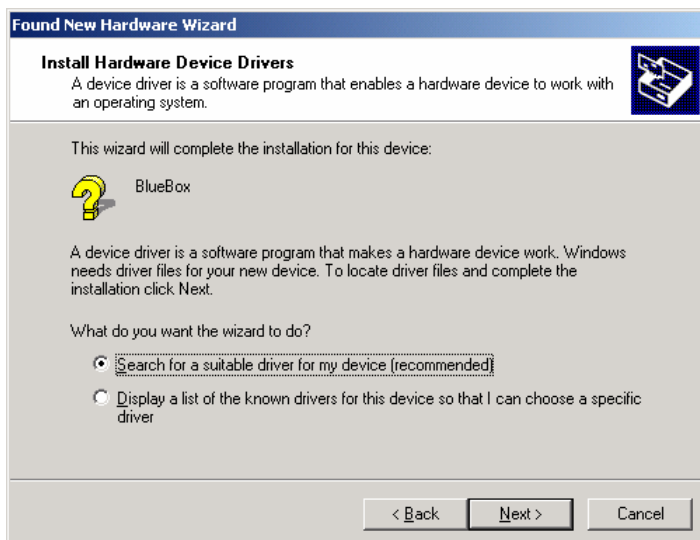 Found New Hardware Wizard
Install Hardware Device Drivers
A device driver is a software program that enables a hardware device to work with
an operating system.
This wizard will complete the installation for this device:
BlueBox
A device driver is a software program that makes a hardware device work. Windows
needs driver files for your new device. To locate driver files and complete the
installation click Next.
What do you want the wizard to do?
Search for a suitable driver for my device (recommended)
Display a list of the known drivers for this device so that I can choose a specific
driver
< Back
Next >
Cancel